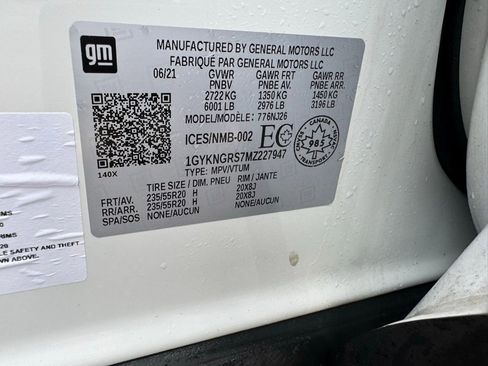 gm
MANUFACTURED BY GENERAL MOTORS LLC
FABRIQUÉ PAR GENERAL MOTORS LLC
06/21 GVWR GAWR FRT GAWR RR
PNBV PNBE AV. PNBE ARR.
2722 KG 1350 KG 1450 KG
6001 LB 2976 LB 3196 LB
MODEL/MODÈLE: 776NJ26
ICES/NMB-002 EC CANADA 985
140X 1GYKNGRS7MZ227947
TYPE: MPV/VTUM
TIRE SIZE / DIM. PNEU RIM / JANTE
FRT/AV. 235/55R20 H 20X8J
RR/ARR. 235/55R20 H 20X8J
SPA/SOS NONE/AUCUN NONE/AUCUN
E SAFETY AND THEFT
WN ABOVE.